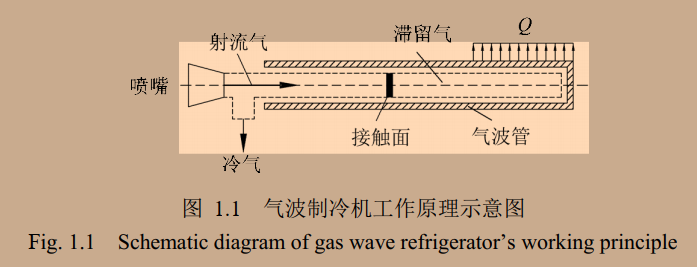 Q
射流气
滞留气
喷嘴
接触面
气波管
冷气
图 1.1 气波制冷机工作原理示意图
Fig. 1.1 Schematic diagram of gas wave refrigerator's working principle